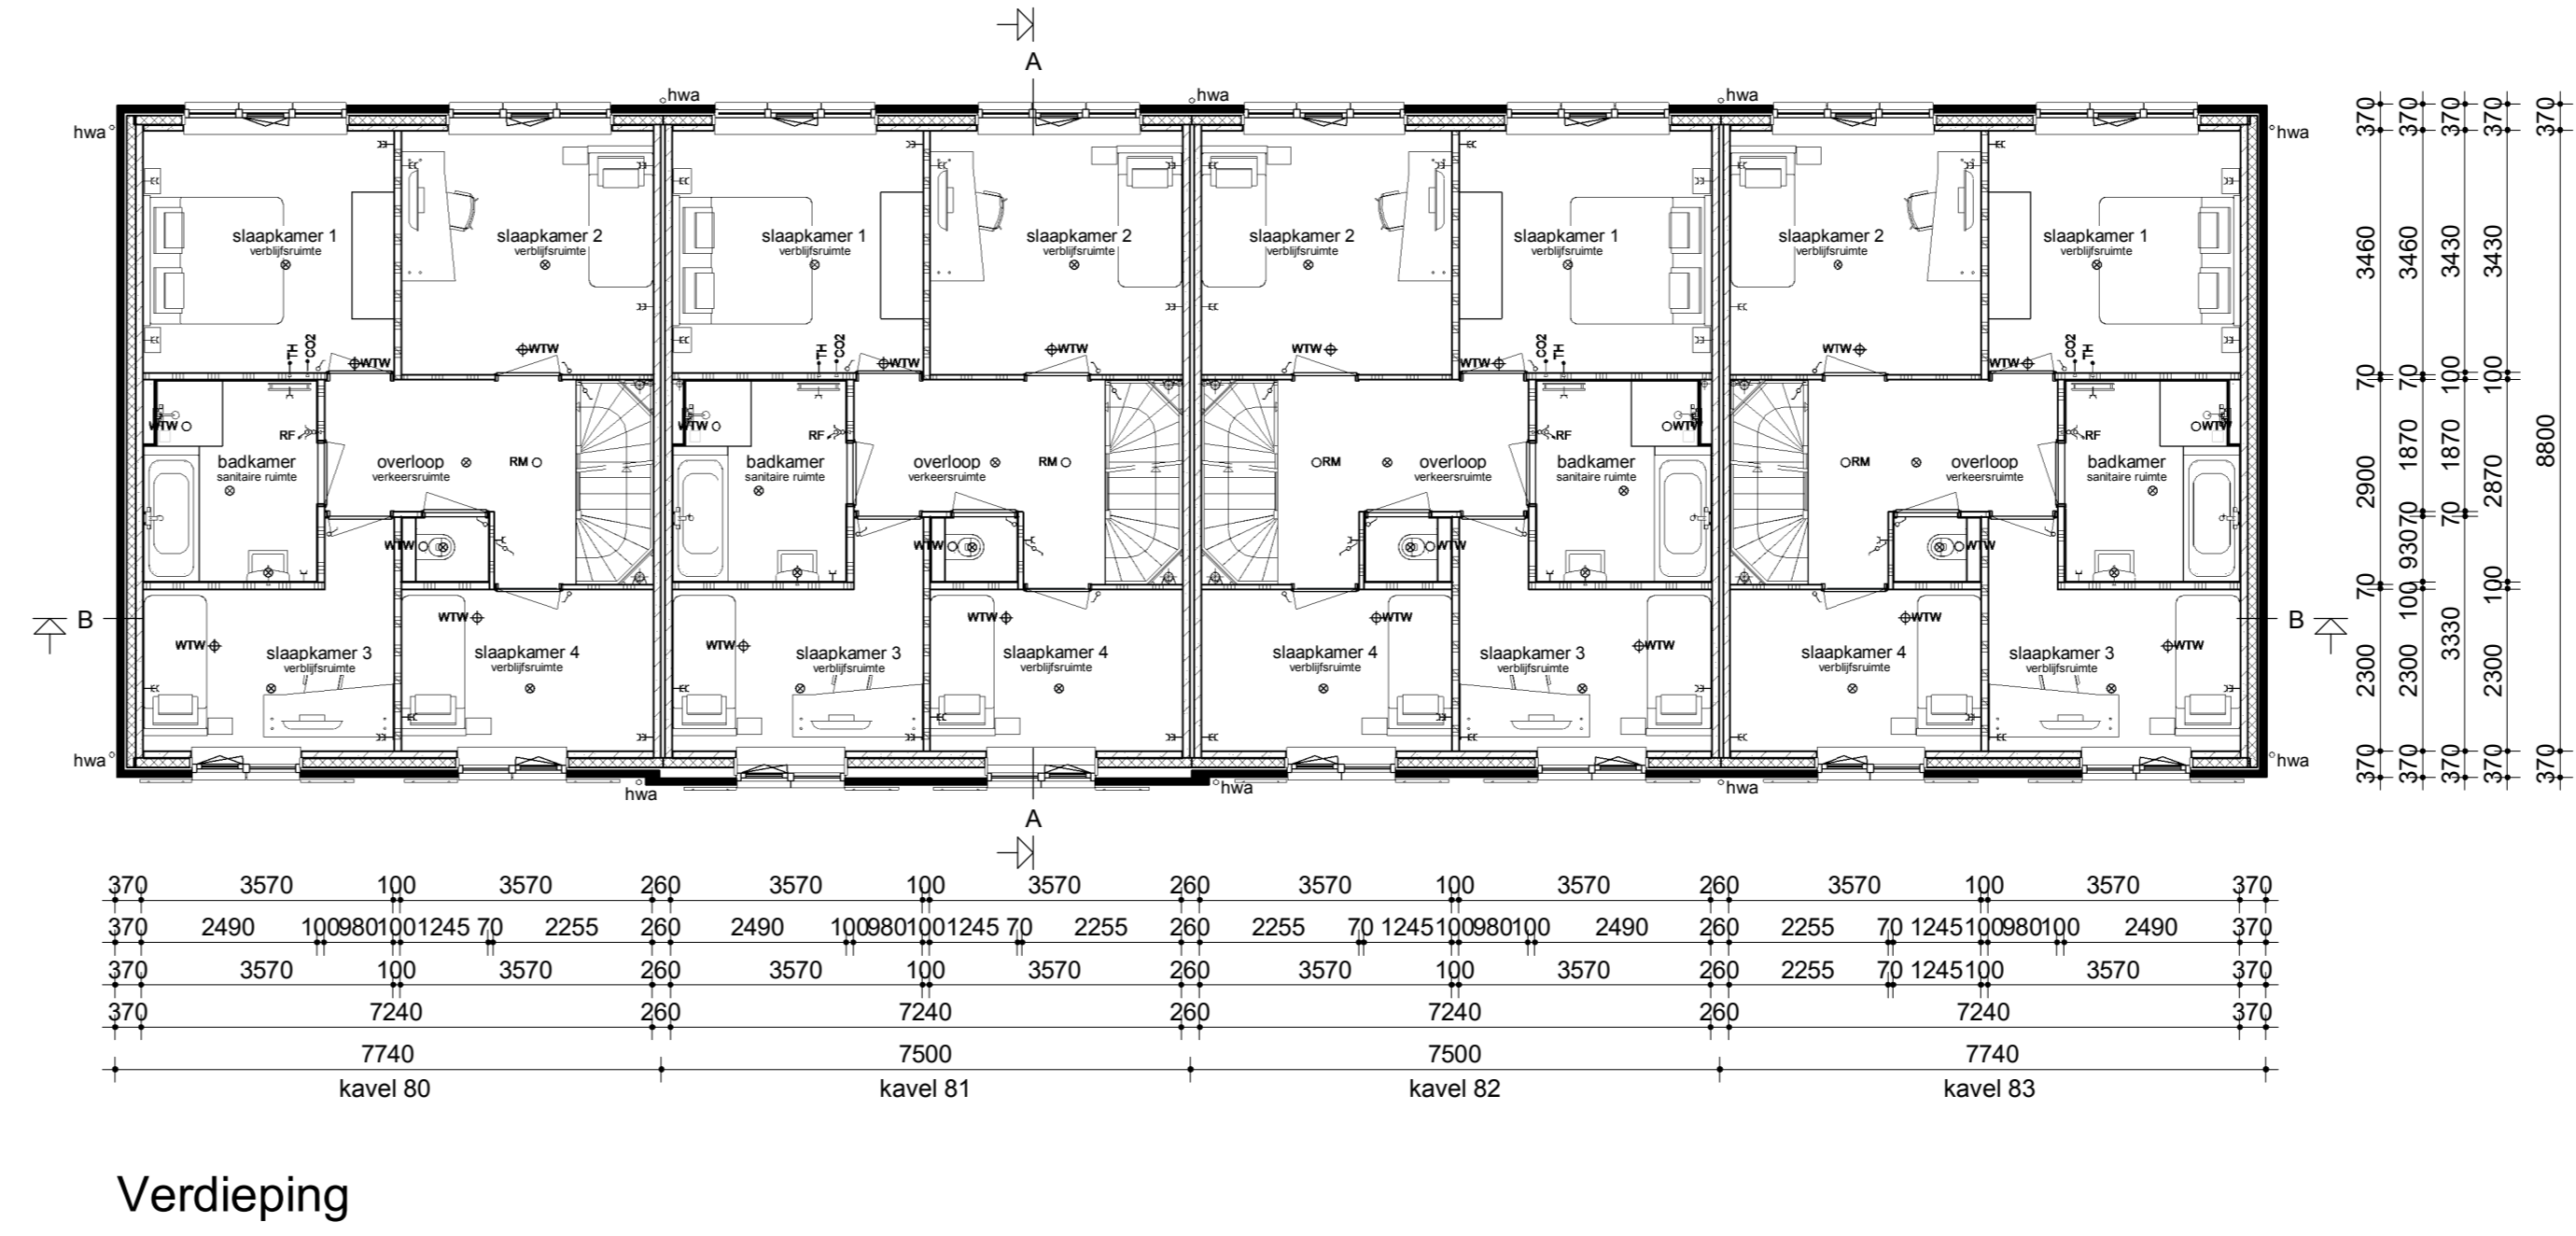 A
hwa hwa hwa
hwa hwa
slaapkamer 1 slaapkamer 2 slaapkamer 1 slaapkamer 2 slaapkamer 2 slaapkamer 1 slaapkamer 2 slaapkamer 1
verblijfsruimte verblijfsruimte verblijfsruimte verblijfsruimte verblijfsruimte verblijfsruimte verblijfsruimte verblijfsruimte
TH CO2 WTW WTW TH CO2 WTW WTW WTW WTW CO2 TH WTW WTW CO2 TH
WTW RF WTW RF RF WTW RF WTW
badkamer overloop RM badkamer overloop RM RM overloop badkamer RM overloop badkamer
sanitaire ruimte verkeersruimte sanitaire ruimte verkeersruimte verkeersruimte sanitaire ruimte verkeersruimte sanitaire ruimte
WTW WTW WTW WTW
B WTW WTW WTW WTW B
WTW WTW WTW WTW
slaapkamer 3 slaapkamer 4 slaapkamer 3 slaapkamer 4 slaapkamer 4 slaapkamer 3 slaapkamer 4 slaapkamer 3
verblijfsruimte verblijfsruimte verblijfsruimte verblijfsruimte verblijfsruimte verblijfsruimte verblijfsruimte verblijfsruimte
hwa hwa
hwa hwa hwa
A
370 3460 70 2900 70 2300 370
370 3460 70 1870 70 930 100 2300 370
370 3430 100 1870 70 3330 370
370 3430 100 2870 100 2300 370
370 8800 370
370 3570 100 3570 260 3570 100 3570 260 3570 100 3570 260 3570 100 3570 370
370 2490 100 980 100 1245 70 2255 260 2490 100 980 100 1245 70 2255 260 2255 70 1245 100 980 100 2490 260 2255 70 1245 100 980 100 2490 370
370 3570 100 3570 260 3570 100 3570 260 3570 100 3570 260 2255 70 1245 100 3570 370
370 7240 260 7240 260 7240 260 7240 370
7740 7500 7500 7740
kavel 80 kavel 81 kavel 82 kavel 83
Verdieping